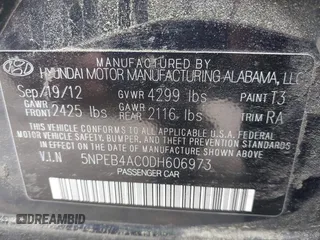 MANUFACTURED BY
HYUNDAI MOTOR MANUFACTURING ALABAMA, LLC
Sep/19/12 GVWR 4299 lbs PAINT T3
GAWR FRONT 2425 lbs GAWR REAR 2116 lbs TRIM RA
THIS VEHICLE CONFORMS TO ALL APPLICABLE FEDERAL MOTOR
VEHICLE SAFETY, BUMPER, AND THEFT PREVENTION STANDARDS
IN EFFECT ON THE DATE OF MANUFACTURE SHOWN ABOVE.
V.I.N 5NPEB4AC0DH606973
PASSENGER CAR